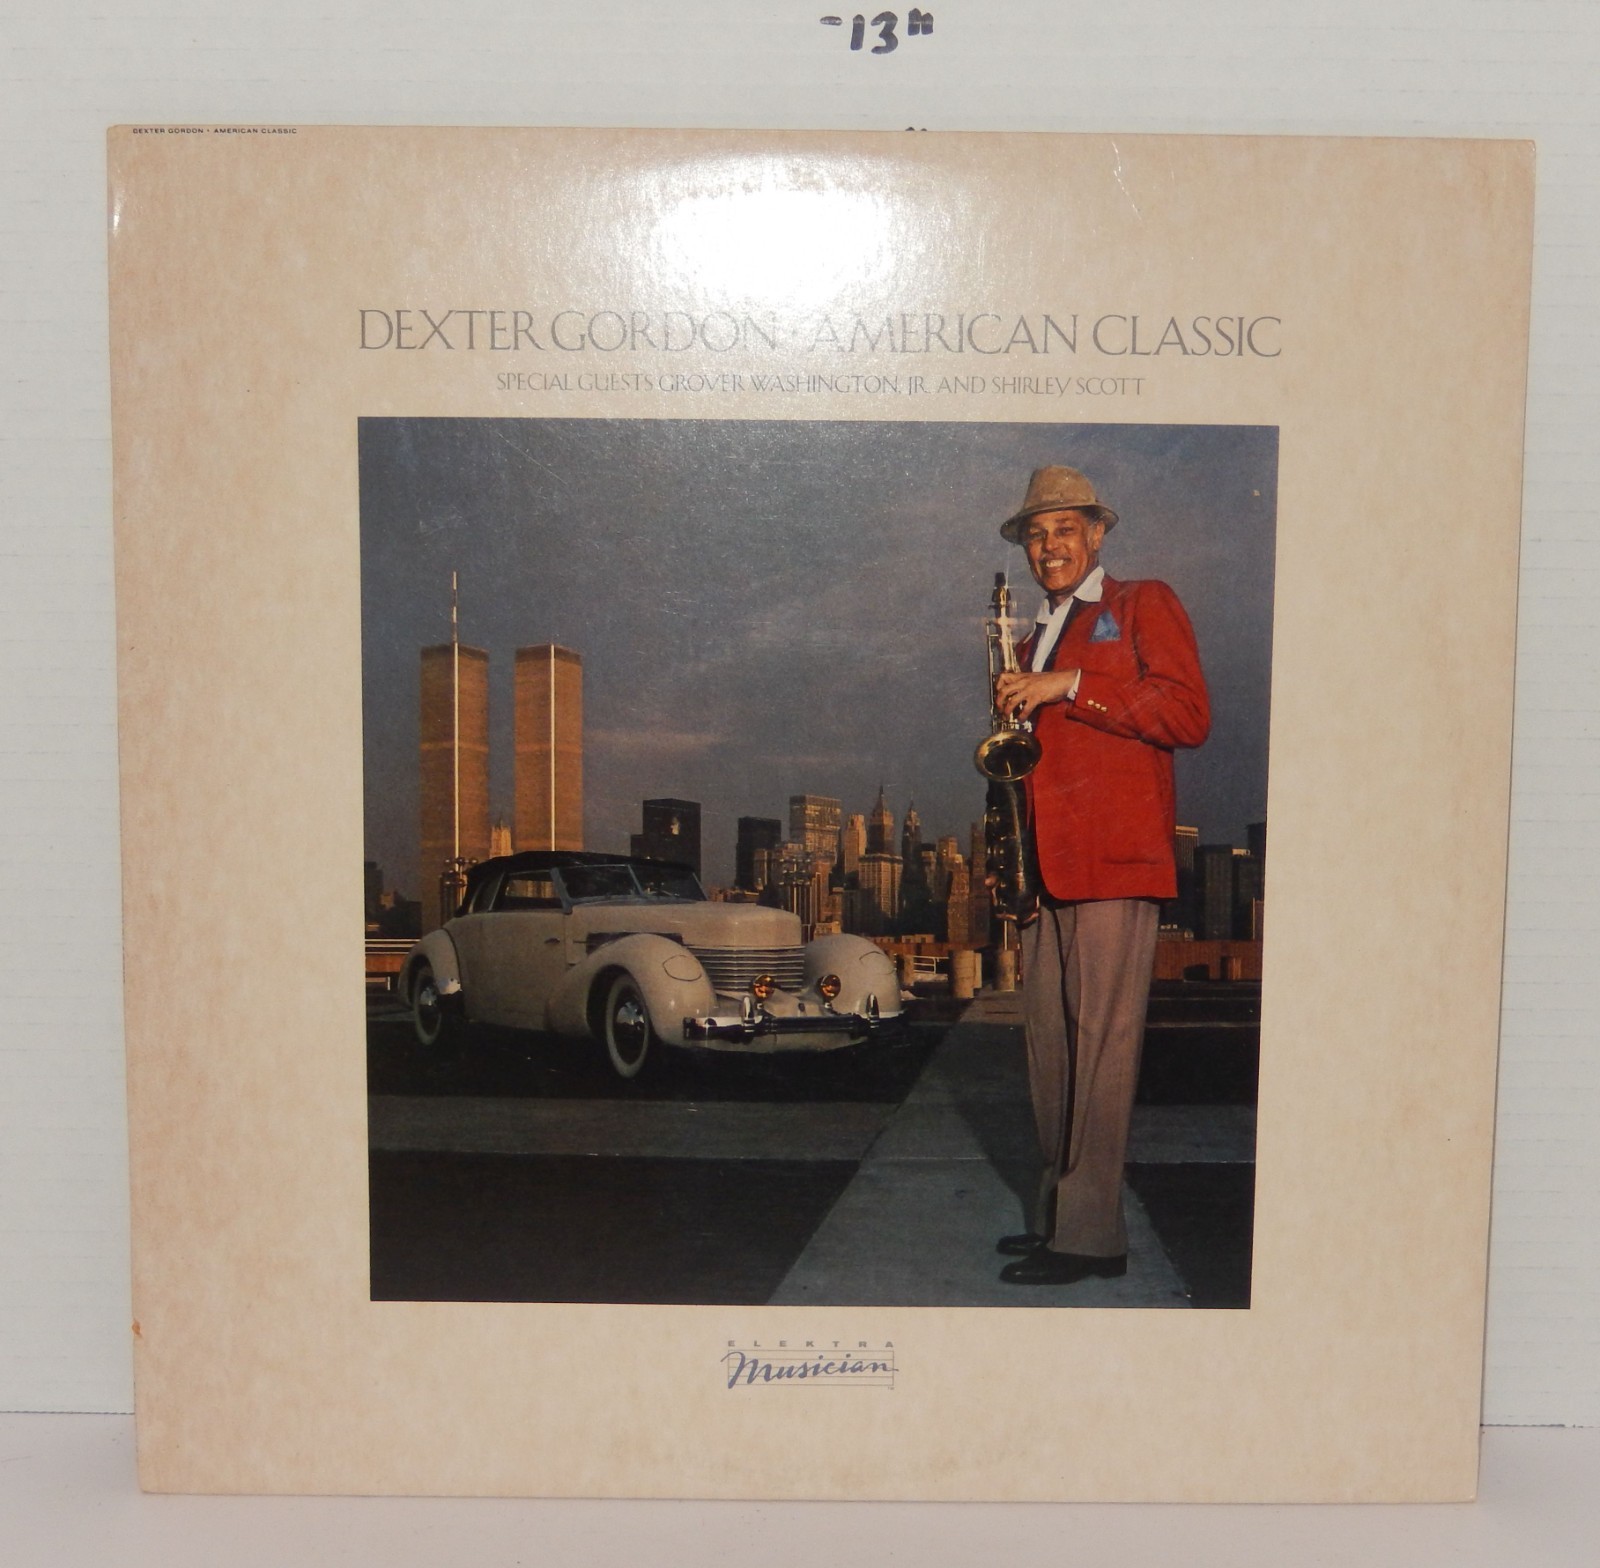 -13"
DEXTER GORDON • AMERICAN CLASSIC
DEXTER GORDON · AMERICAN CLASSIC
SPECIAL GUESTS GROVER WASHINGTON, JR. AND SHIRLEY SCOTT
ELEKTRA
Musician